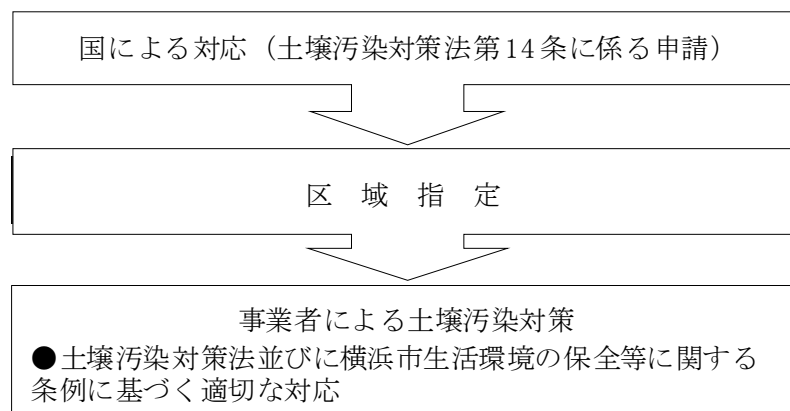 国による対応（土壌汚染対策法第14条に係る申請）
区 域 指 定
事業者による土壌汚染対策
●土壌汚染対策法並びに横浜市生活環境の保全等に関する
条例に基づく適切な対応